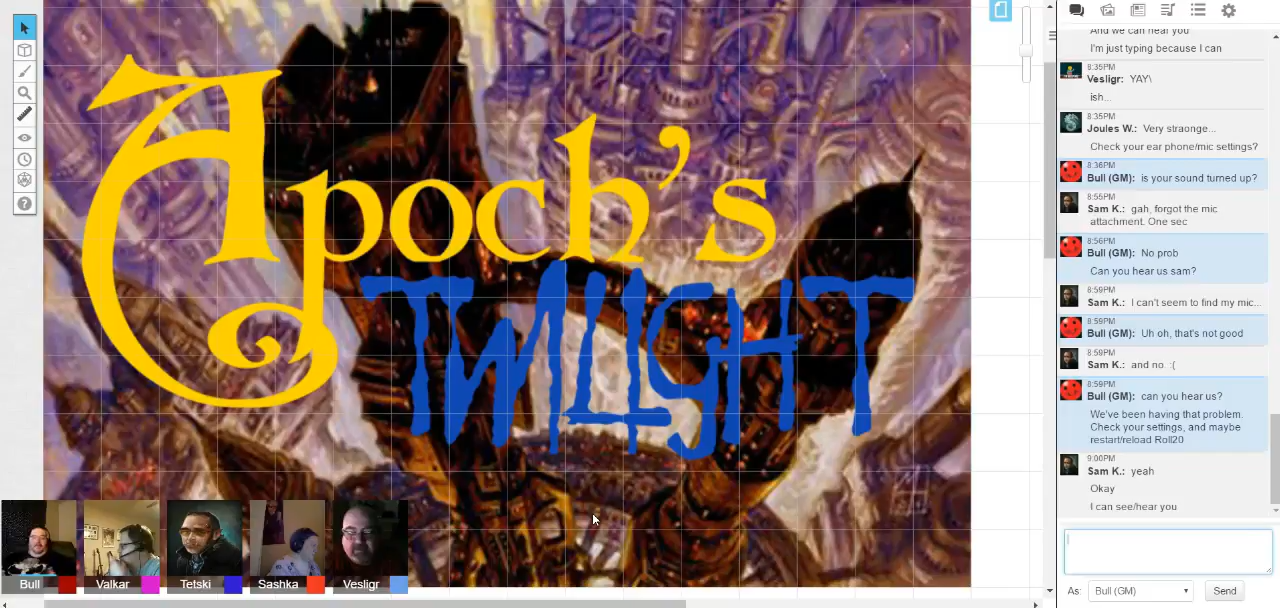 Apoch's
TWILIGHT
Bull
Valkar
Tetski
Sashka
Vesligr
And we can hear you
I'm just typing because I can
8:35PM
Vesligr: YAY\
ish...
8:35PM
Joules W.: Very straonge...
Check your ear phone/mic settings?
8:36PM
Bull (GM): is your sound turned up?
8:55PM
Sam K.: gah, forgot the mic
attachment. One sec
8:56PM
Bull (GM): No prob
Can you hear us sam?
8:59PM
Sam K.: I can't seem to find my mic...
8:59PM
Bull (GM): Uh oh, that's not good
8:59PM
Sam K.: and no. :(
8:59PM
Bull (GM): can you hear us?
We've been having that problem.
Check your settings, and maybe
restart/reload Roll20
9:00PM
Sam K.: yeah
Okay
I can see/hear you
As: Bull (GM)
Send